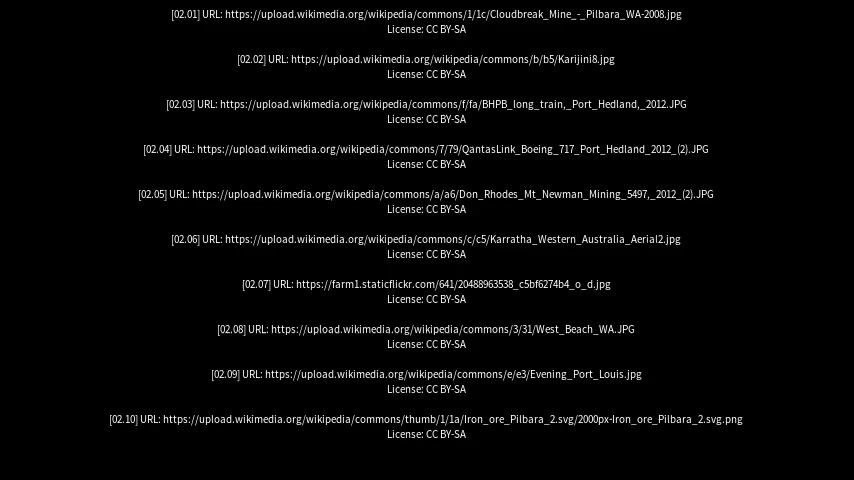 [02.01] URL: https://upload.wikimedia.org/wikipedia/commons/1/1c/Cloudbreak_Mine_-_Pilbara_WA-2008.jpg
License: CC BY-SA
[02.02] URL: https://upload.wikimedia.org/wikipedia/commons/b/b5/Karijini8.jpg
License: CC BY-SA
[02.03] URL: https://upload.wikimedia.org/wikipedia/commons/f/fa/BHPB_long_train,_Port_Hedland,_2012.JPG
License: CC BY-SA
[02.04] URL: https://upload.wikimedia.org/wikipedia/commons/7/79/QantasLink_Boeing_717_Port_Hedland_2012_(2).JPG
License: CC BY-SA
[02.05] URL: https://upload.wikimedia.org/wikipedia/commons/a/a6/Don_Rhodes_Mt_Newman_Mining_5497,_2012_(2).JPG
License: CC BY-SA
[02.06] URL: https://upload.wikimedia.org/wikipedia/commons/c/c5/Karratha_Western_Australia_Aerial2.jpg
License: CC BY-SA
[02.07] URL: https://farm1.staticflickr.com/641/20488963538_c5bf6274b4_o_d.jpg
License: CC BY-SA
[02.08] URL: https://upload.wikimedia.org/wikipedia/commons/3/31/West_Beach_WA.JPG
License: CC BY-SA
[02.09] URL: https://upload.wikimedia.org/wikipedia/commons/e/e3/Evening_Port_Louis.jpg
License: CC BY-SA
[02.10] URL: https://upload.wikimedia.org/wikipedia/commons/thumb/1/1a/Iron_ore_Pilbara_2.svg/2000px-Iron_ore_Pilbara_2.svg.png
License: CC BY-SA